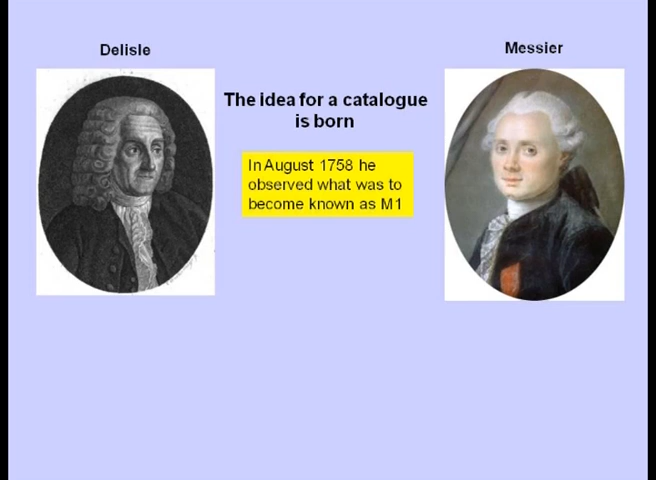 Delisle
Messier
The idea for a catalogue
is born
In August 1758 he
observed what was to
become known as M1